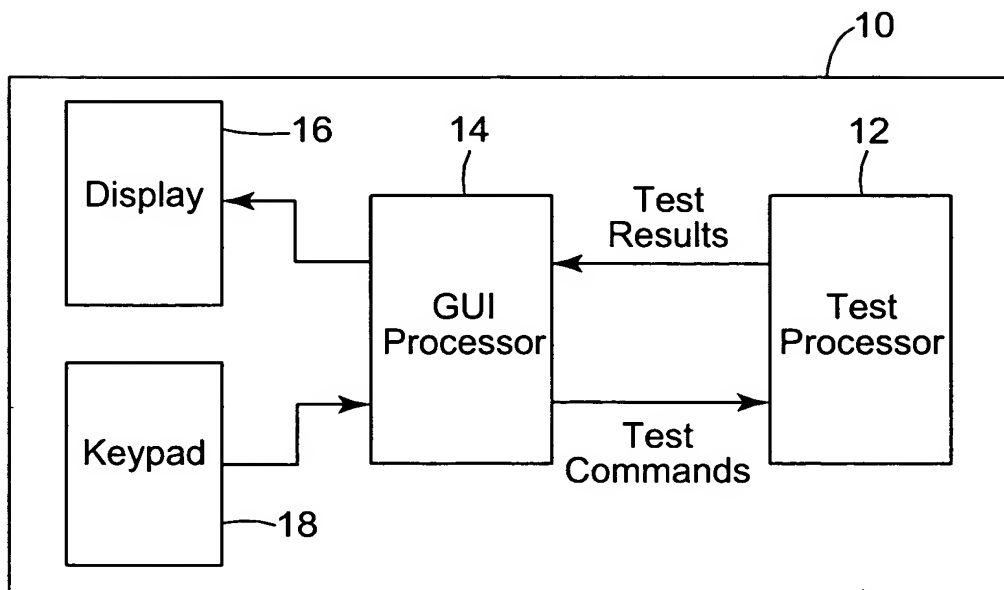 10
16
14
12
Display
Test
Results
GUI
Processor
Test
Processor
Keypad
Test
Commands
18